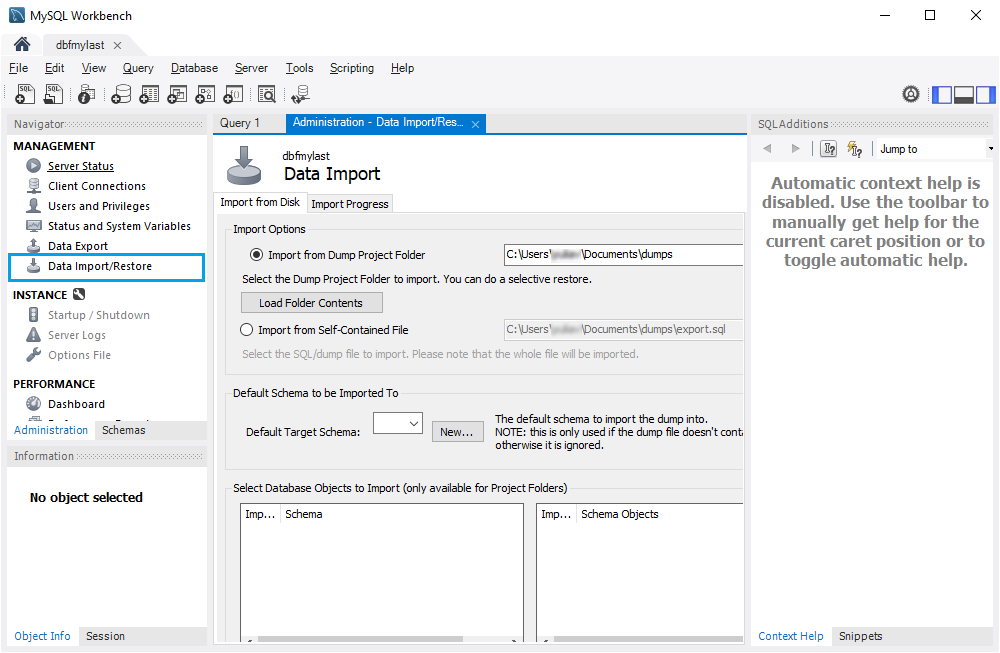 MySQL Workbench
dbfmylast
File Edit View Query Database Server Tools Scripting Help
Navigator
MANAGEMENT
Server Status
Client Connections
Users and Privileges
Status and System Variables
Data Export
Data Import/Restore
INSTANCE
Startup / Shutdown
Server Logs
Options File
PERFORMANCE
Dashboard
Administration Schemas
Information
No object selected
Object Info Session
Query 1 Administration - Data Import/Res...
dbfmylast
Data Import
Import from Disk Import Progress
Import Options
Import from Dump Project Folder C:\Users\ \Documents\dumps
Select the Dump Project Folder to import. You can do a selective restore.
Load Folder Contents
Import from Self-Contained File C:\Users\ \Documents\dumps\export.sql
Select the SQL/dump file to import. Please note that the whole file will be imported.
Default Schema to be Imported To
Default Target Schema: New...
The default schema to import the dump into.
NOTE: this is only used if the dump file doesn't conta
otherwise it is ignored.
Select Database Objects to Import (only available for Project Folders)
Imp... Schema Imp... Schema Objects
SQLAdditions
Jump to
Automatic context help is
disabled. Use the toolbar to
manually get help for the
current caret position or to
toggle automatic help.
Context Help Snippets